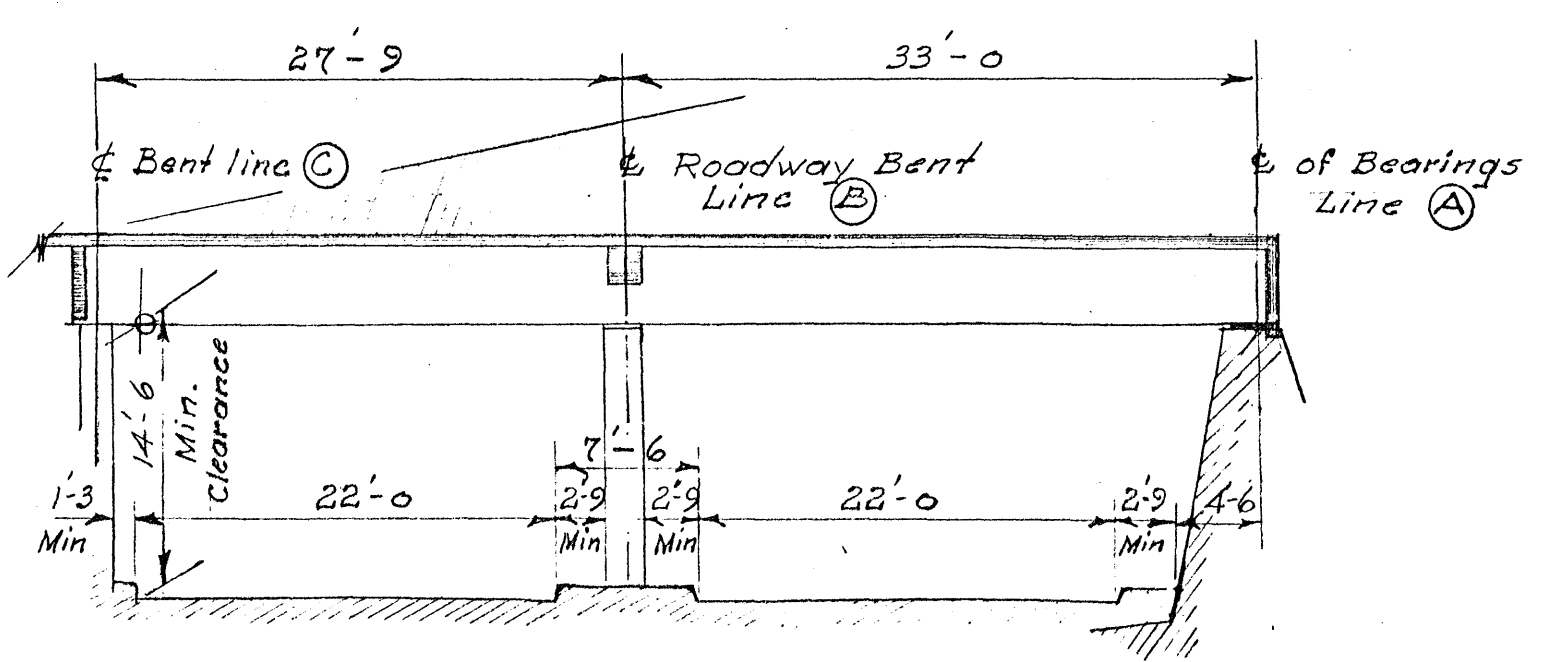 27'-9
33'-0
℄ Bent line C
℄ Roadway Bent
Line B
℄ of Bearings
Line A
14'-6
Min.
Clearance
7'-6
1'-3
Min
22'-0
2'-9
Min
2'-9
Min
22'-0
2'-9
Min
4'-6